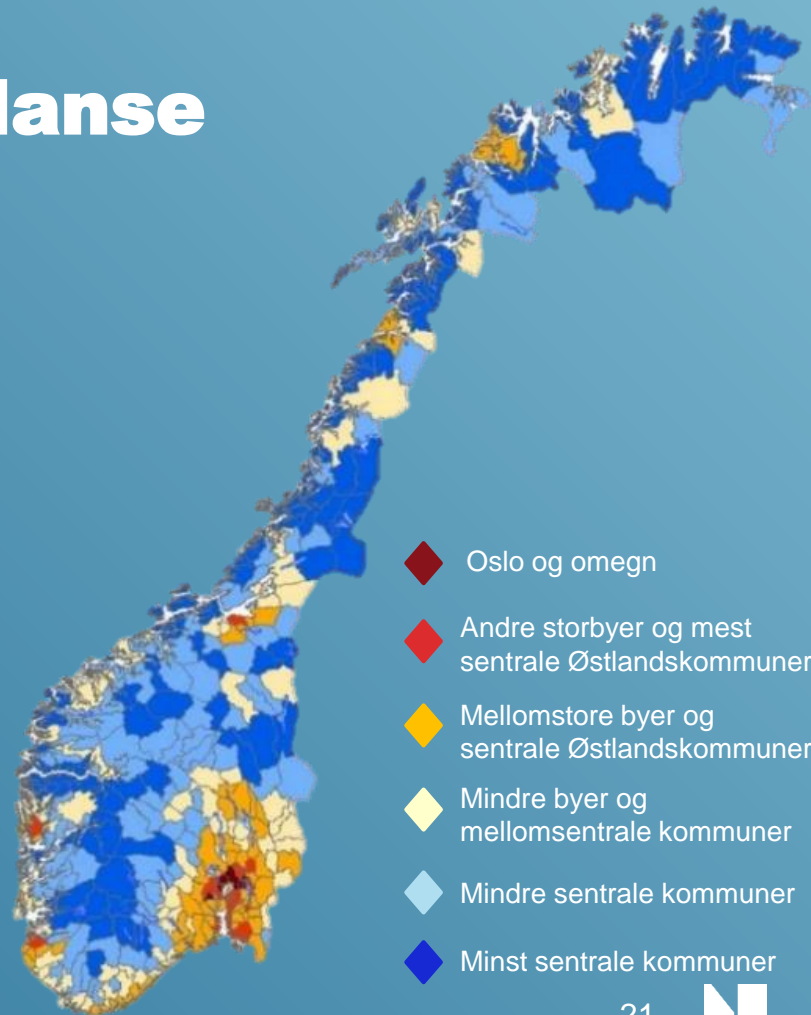 lanse
Oslo og omegn
Andre storbyer og mest
sentrale Østlandskommuner
Mellomstore byer og
sentrale Østlandskommuner
Mindre byer og
mellomsentrale kommuner
Mindre sentrale kommuner
Minst sentrale kommuner
21